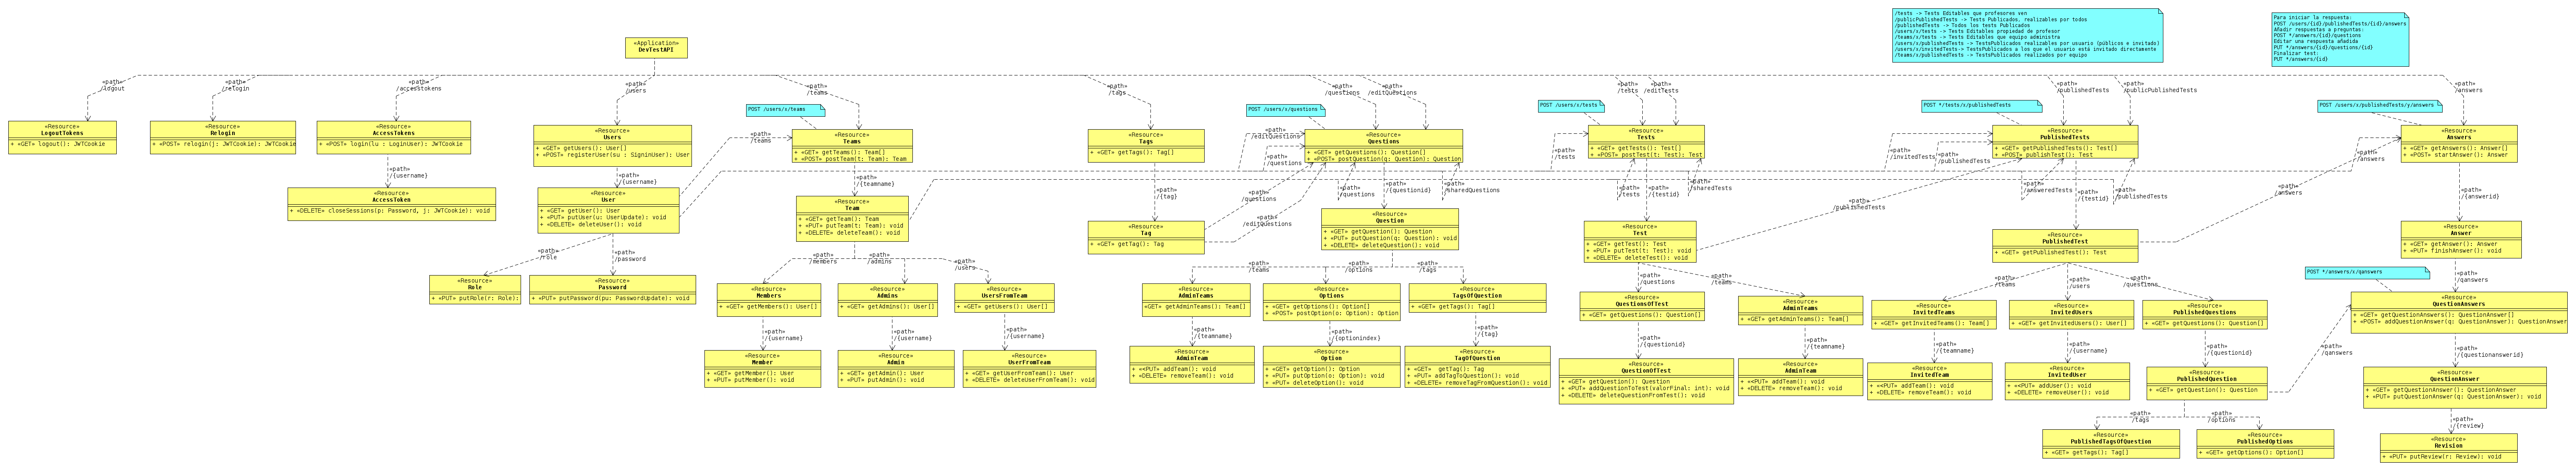 «Application»
DevTestAPI
/tests -> Tests Editables que profesores ven
/publicPublishedTests -> Tests Publicados, realizables por todos
/publishedTests -> Todos los tests Publicados
/users/x/tests -> Tests Editables propiedad de profesor
/teams/x/tests -> Tests Editables que equipo administra
/users/x/publishedTests -> TestsPublicados realizables por usuario (públicos e invitado)
/users/x/invitedTests-> TestsPublicados a los que el usuario está invitado directamente
/teams/x/publishedTests -> TestsPublicados realizados por equipo
Para iniciar la respuesta:
POST /users/{id}/publishedTests/{id}/answers
Añadir respuestas a preguntas:
POST */answers/{id}/questions
Editar una respuesta añadida
PUT */answers/{id}/questions/{id}
Finalizar test:
PUT */answers/{id}
«path»
/logout
«path»
/relogin
«path»
/accesstokens
«path»
/users
«path»
/teams
«path»
/tags
«path»
/questions
«path»
/editQuestions
«path»
/tests
«path»
/editTests
«path»
/publishedTests
«path»
/publicPublishedTests
«path»
/answers
POST /users/x/teams
POST /users/x/questions
POST /users/x/tests
POST */tests/x/publishedTests
POST /users/x/publishedTests/y/answers
«Resource»
LogoutTokens
+ «GET» logout(): JWTCookie
«Resource»
Relogin
+ «POST» relogin(j: JWTCookie): JWTCookie
«Resource»
AccessTokens
+ «POST» login(lu : LoginUser): JWTCookie
«Resource»
Users
+ «GET» getUsers(): User[]
+ «POST» registerUser(su : SigninUser): User
«path»
/teams
«Resource»
Teams
+ «GET» getTeams(): Team[]
+ «POST» postTeam(t: Team): Team
«Resource»
Tags
+ «GET» getTags(): Tag[]
«path»
/editQuestions
«path»
/questions
«Resource»
Questions
+ «GET» getQuestions(): Question[]
+ «POST» postQuestion(q: Question): Question
«path»
/tests
«Resource»
Tests
+ «GET» getTests(): Test[]
+ «POST» postTest(t: Test): Test
«path»
/invitedTests
«path»
/publishedTests
«Resource»
PublishedTests
+ «GET» getPublishedTests(): Test[]
+ «POST» publishTest(): Test
«path»
/answers
«Resource»
Answers
+ «GET» getAnswers(): Answer[]
+ «POST» startAnswer(): Answer
«path»
/{username}
«path»
/{username}
«path»
/{teamname}
«path»
/{tag}
«path»
/questions
«path»
/editQuestions
«path»
/questions
«path»
/{questionid}
«path»
/sharedQuestions
«path»
/tests
«path»
/{testid}
«path»
/sharedTests
«path»
/publishedTests
«path»
/answeredTests
«path»
/{testid}
«path»
/publishedTests
«path»
/answers
«path»
/{answerid}
«Resource»
AccessToken
+ «DELETE» closeSessions(p: Password, j: JWTCookie): void
«Resource»
User
+ «GET» getUser(): User
+ «PUT» putUser(u: UserUpdate): void
+ «DELETE» deleteUser(): void
«Resource»
Team
+ «GET» getTeam(): Team
+ «PUT» putTeam(t: Team): void
+ «DELETE» deleteTeam(): void
«Resource»
Tag
+ «GET» getTag(): Tag
«Resource»
Question
+ «GET» getQuestion(): Question
+ «PUT» putQuestion(q: Question): void
+ «DELETE» deleteQuestion(): void
«Resource»
Test
+ «GET» getTest(): Test
+ «PUT» putTest(t: Test): void
+ «DELETE» deleteTest(): void
«Resource»
PublishedTest
+ «GET» getPublishedTest(): Test
«Resource»
Answer
+ «GET» getAnswer(): Answer
+ «PUT» finishAnswer(): void
«path»
/role
«path»
/password
«path»
/members
«path»
/admins
«path»
/users
«path»
/teams
«path»
/options
«path»
/tags
«path»
/questions
«path»
/teams
«path»
/teams
«path»
/users
«path»
/questions
POST */answers/x/qanswers
«path»
/qanswers
«Resource»
Role
+ «PUT» putRole(r: Role):
«Resource»
Password
+ «PUT» putPassword(pu: PasswordUpdate): void
«Resource»
Members
+ «GET» getMembers(): User[]
«Resource»
Admins
+ «GET» getAdmins(): User[]
«Resource»
UsersFromTeam
+ «GET» getUsers(): User[]
«Resource»
AdminTeams
+ «GET» getAdminTeams(): Team[]
«Resource»
Options
+ «GET» getOptions(): Option[]
+ «POST» postOption(o: Option): Option
«Resource»
TagsOfQuestion
+ «GET» getTags(): Tag[]
«Resource»
QuestionsOfTest
+ «GET» getQuestions(): Question[]
«Resource»
AdminTeams
+ «GET» getAdminTeams(): Team[]
«Resource»
InvitedTeams
+ «GET» getInvitedTeams(): Team[]
«Resource»
InvitedUsers
+ «GET» getInvitedUsers(): User[]
«Resource»
PublishedQuestions
+ «GET» getQuestions(): Question[]
«Resource»
QuestionAnswers
+ «GET» getQuestionAnowers(): QuestionAnswer[]
+ «POST» addQuestionAnswer(q: QuestionAnswer): QuestionAnswer
«path»
/{username}
«path»
/{username}
«path»
/{username}
«path»
/{teamname}
«path»
/{optionindex}
«path»
/{tag}
«path»
/{questionid}
«path»
/{teamname}
«path»
/{teamname}
«path»
/{username}
«path»
/{questionid}
«path»
/qanswers
«path»
/{questionanswerid}
«Resource»
Member
+ «GET» getMember(): User
+ «PUT» putMember(): void
«Resource»
Admin
+ «GET» getAdmin(): User
+ «PUT» putAdmin(): void
«Resource»
UserFromTeam
+ «GET» getUserFromTeam(): User
+ «DELETE» deleteUserFromTeam(): void
«Resource»
AdminTeam
+ «<PUT» addTeam(): void
+ «DELETE» removeTeam(): void
«Resource»
Option
+ «GET» getOption(): Option
+ «PUT» putOption(o: Option): void
+ «PUT» deleteOption(): void
«Resource»
TagOfQuestion
+ «GET» _getTag(): Tag
+ «PUT» addTagToQuestion(): void
+ «DELETE» removeTagFromQuestion(): void
«Resource»
QuestionOfTest
+ «GET» getQuestion(): Question
+ «PUT» addQuestionToTest(valorFinal: int): void
+ «DELETE» deleteQuestionFromTest(): void
«Resource»
AdminTeam
+ «<PUT» addTeam(): void
+ «DELETE» removeTeam(): void
«Resource»
InvitedTeam
+ «<PUT» addTeam(): void
+ «DELETE» removeTeam(): void
«Resource»
InvitedUser
+ «<PUT» addUser(): void
+ «DELETE» removeUser(): void
«Resource»
PublishedQuestion
+ «GET» getQuestion(): Question
«Resource»
QuestionAnswer
+ «GET» getQuestionAnswer(): QuestionAnswer
+ «PUT» putQuestionAnswer(q: QuestionAnswer): void
«path»
/tags
«path»
/options
«path»
/{review}
«Resource»
PublishedTagsOfQuestion
+ «GET» getTags(): Tag[]
«Resource»
PublishedOptions
+ «GET» getOptions(): Option[]
«Resource»
Revision
+ «PUT» putReview(r: Review): void